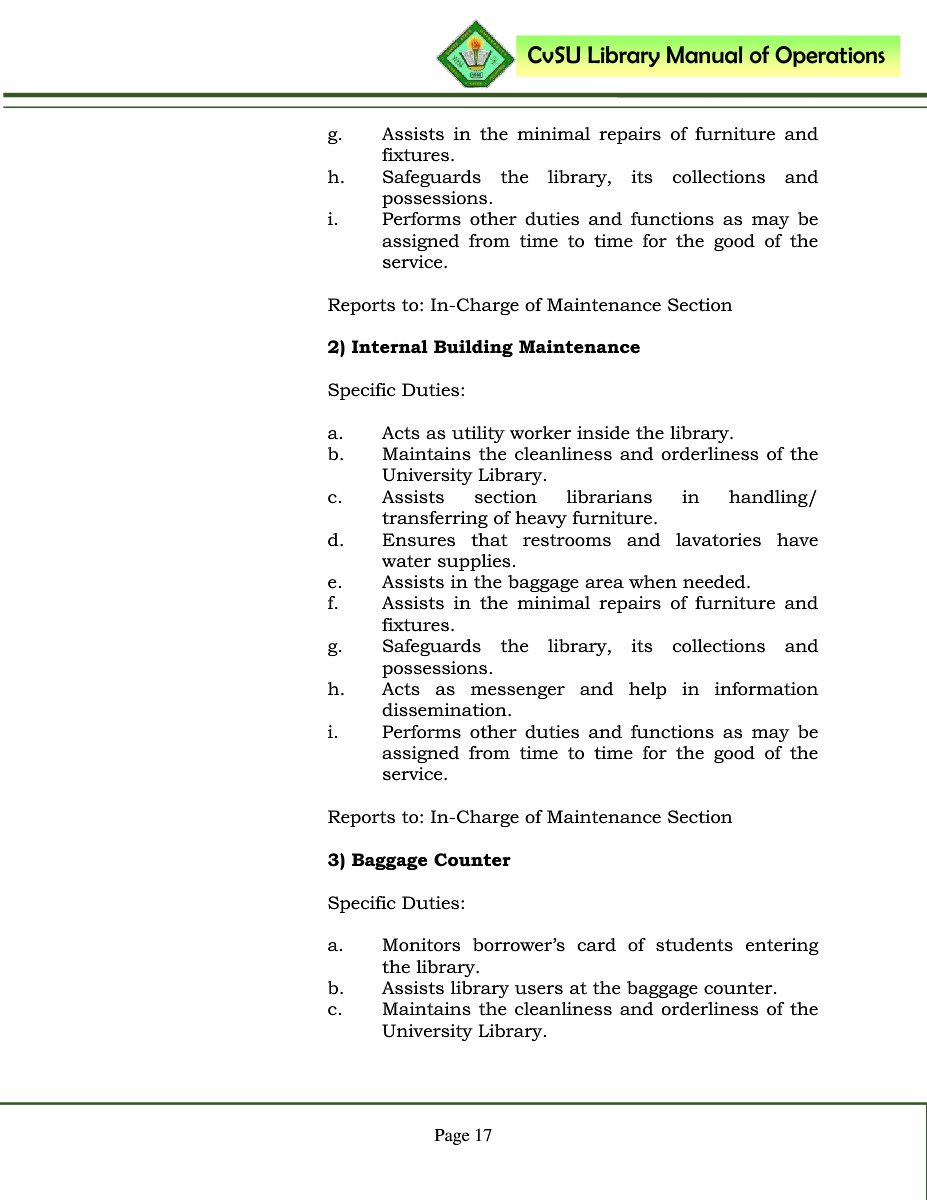 CvSU Library Manual of Operations
g. Assists in the minimal repairs of furniture and
fixtures.
h. Safeguards the library, its collections and
possessions.
i. Performs other duties and functions as may be
assigned from time to time for the good of the
service.
Reports to: In-Charge of Maintenance Section
2) Internal Building Maintenance
Specific Duties:
a. Acts as utility worker inside the library.
b. Maintains the cleanliness and orderliness of the
University Library.
c. Assists section librarians in handling/
transferring of heavy furniture.
d. Ensures that restrooms and lavatories have
water supplies.
e. Assists in the baggage area when needed.
f. Assists in the minimal repairs of furniture and
fixtures.
g. Safeguards the library, its collections and
possessions.
h. Acts as messenger and help in information
dissemination.
i. Performs other duties and functions as may be
assigned from time to time for the good of the
service.
Reports to: In-Charge of Maintenance Section
3) Baggage Counter
Specific Duties:
a. Monitors borrower’s card of students entering
the library.
b. Assists library users at the baggage counter.
c. Maintains the cleanliness and orderliness of the
University Library.
Page 17